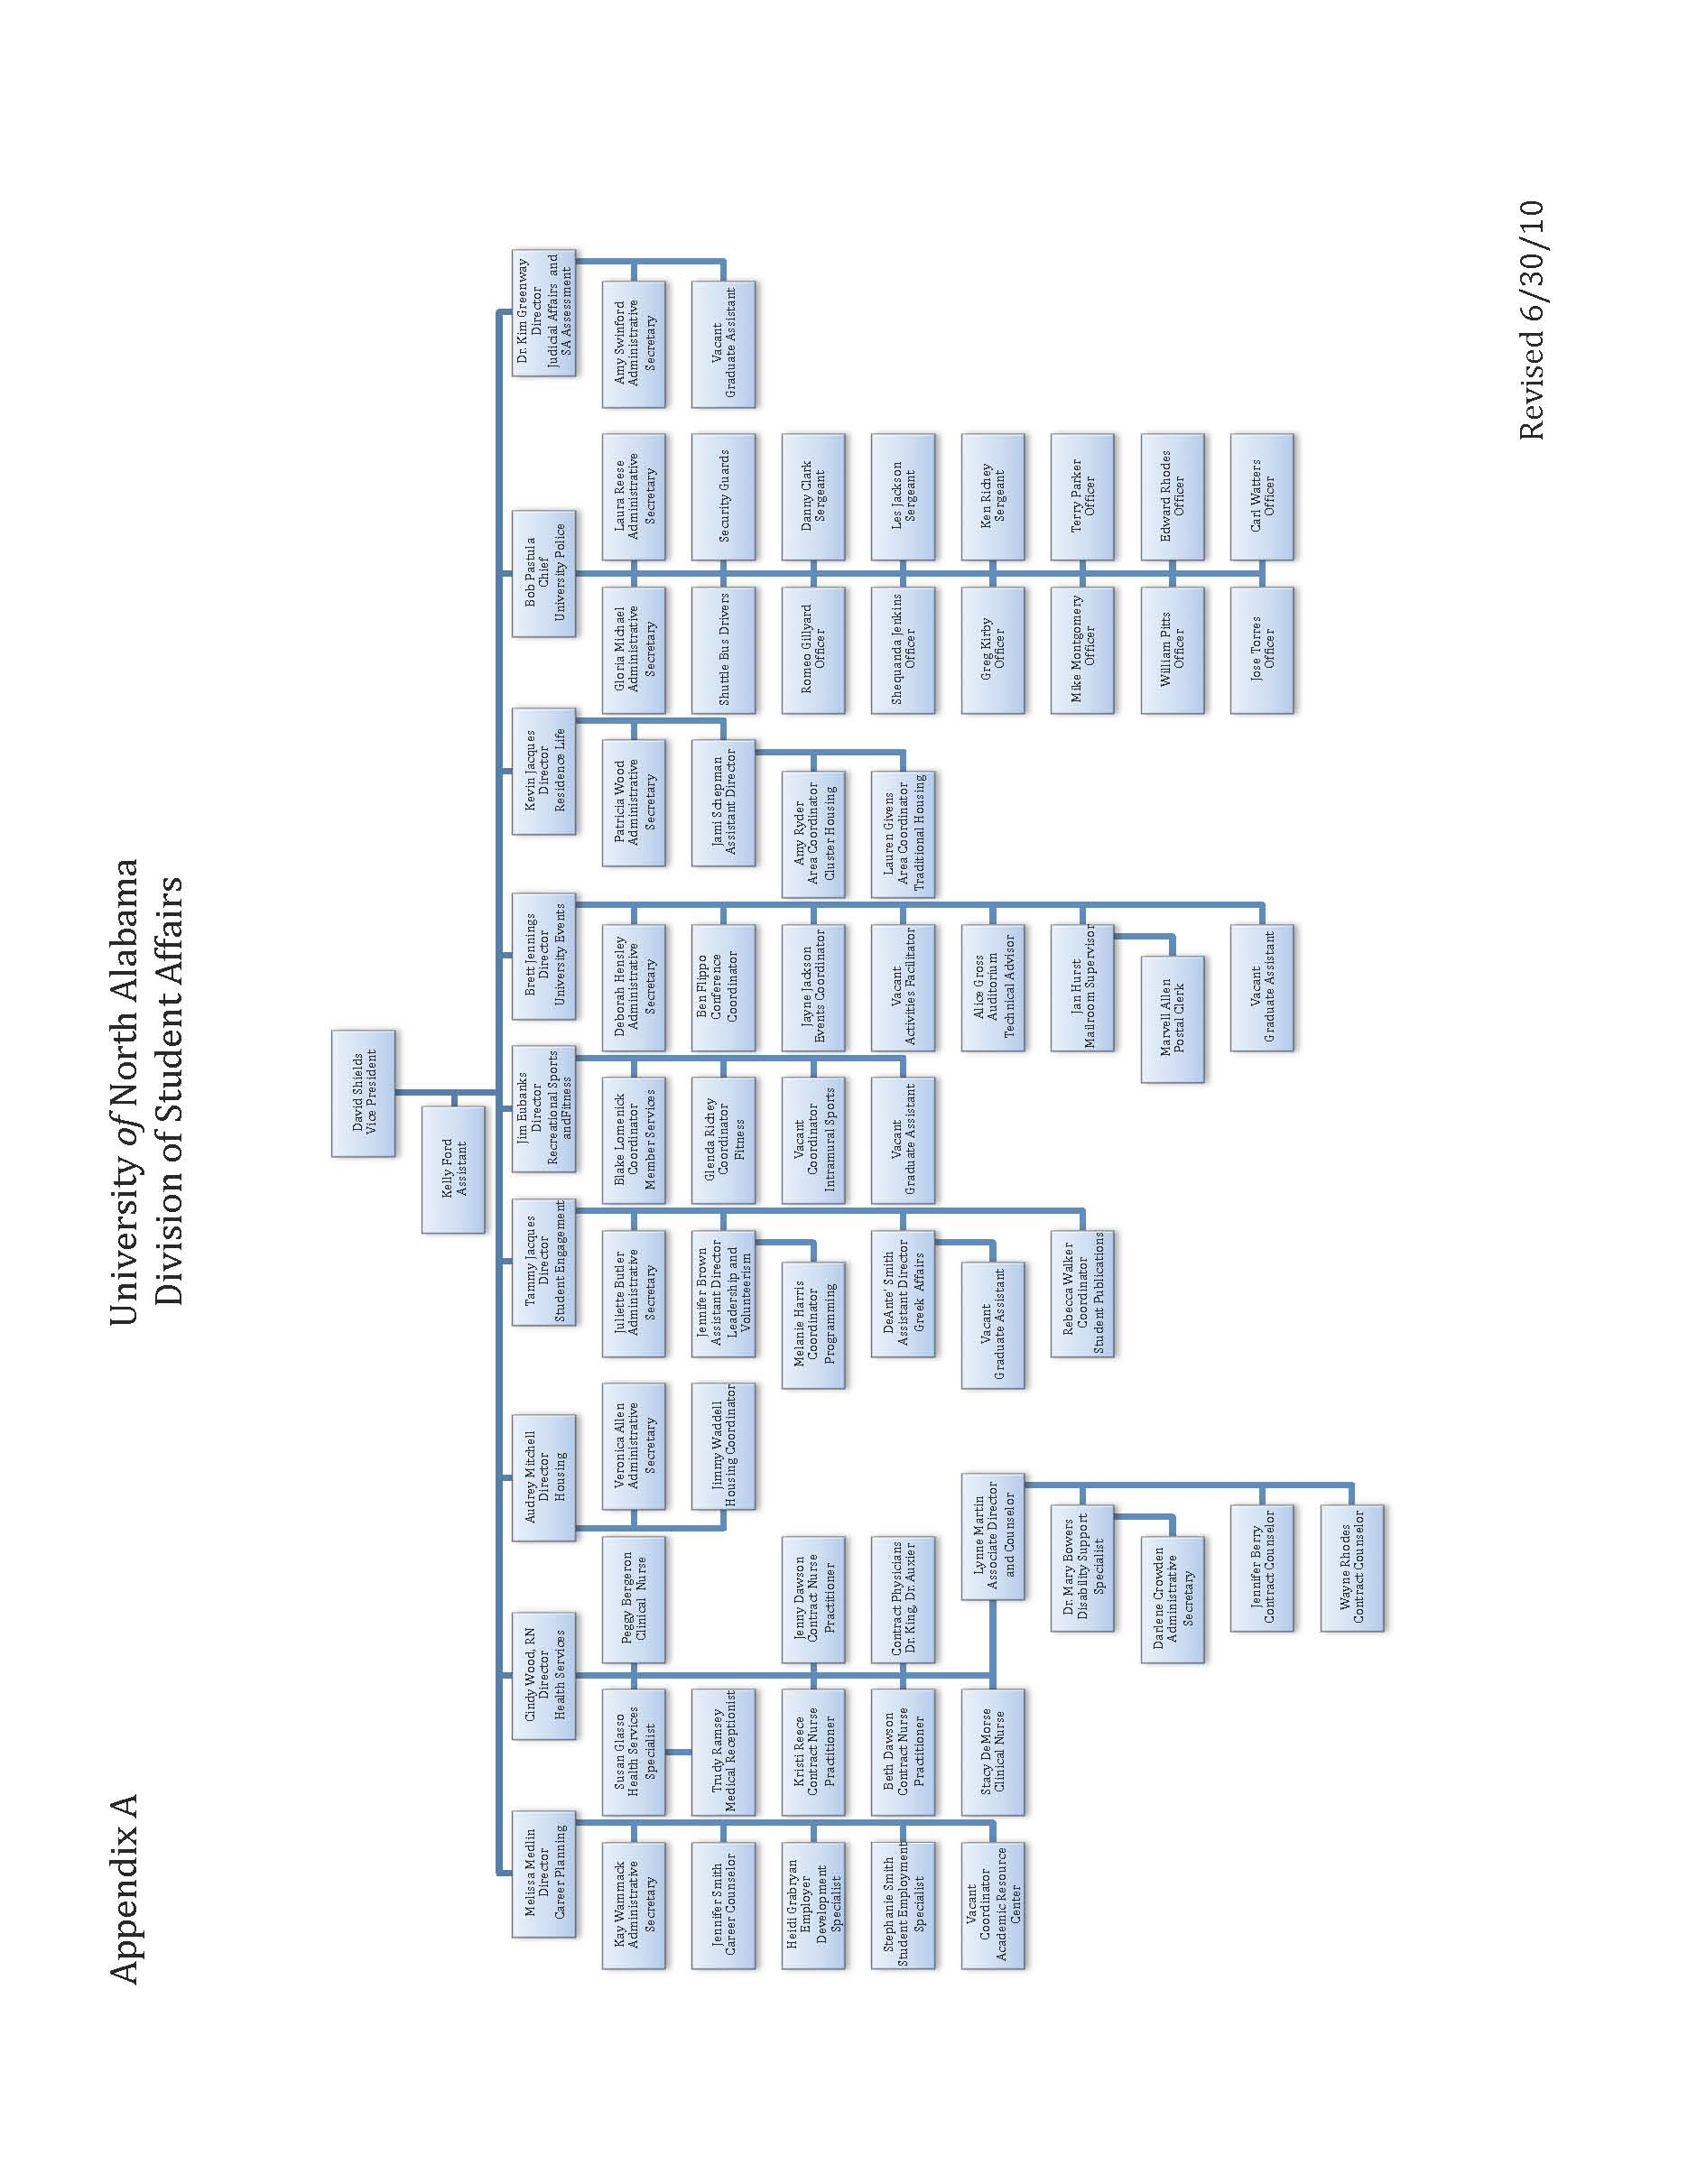 Appendix A
University of North Alabama
Division of Student Affairs
David Shields
Vice President
Kelly Ford
Assistant
Melissa Medlin
Director
Career Planning
Kay Wammack
Administrative
Secretary
Jennifer Smith
Career Counselor
Heidi Grabryan
Employer
Development
Specialist
Stephanie Smith
Student Employment
Specialist
Vacant
Coordinator
Academic Resource
Center
Cindy Wood, RN
Director
Health Services
Susan Glasso
Health Services
Specialist
Peggy Bergeron
Clinical Nurse
Trudy Ramsey
Medical Receptionist
Kristi Reece
Contract Nurse
Practitioner
Jenny Dawson
Contract Nurse
Practitioner
Beth Dawson
Contract Nurse
Practitioner
Contract Physicians
Dr. King, Dr. Auxier
Stacy DeMorse
Clinical Nurse
Lynne Martin
Associate Director
and Counselor
Dr. Mary Bowers
Disability Support
Specialist
Darlene Crowden
Administrative
Secretary
Jennifer Berry
Contract Counselor
Wayne Rhodes
Contract Counselor
Audrey Mitchell
Director
Housing
Veronica Allen
Administrative
Secretary
Jimmy Waddell
Housing Coordinator
Tammy Jacques
Director
Student Engagement
Juliette Butler
Administrative
Secretary
Jennifer Brown
Assistant Director
Leadership and
Volunteerism
Melanie Harris
Coordinator
Programming
DeAnte' Smith
Assistant Director
Greek Affairs
Vacant
Graduate Assistant
Rebecca Walker
Coordinator
Student Publications
Jim Eubanks
Director
Recreational Sports
andFitness
Blake Lomenick
Coordinator
Member Services
Glenda Richey
Coordinator
Fitness
Vacant
Coordinator
Intramural Sports
Vacant
Graduate Assistant
Brett Jennings
Director
University Events
Deborah Hensley
Administrative
Secretary
Ben Flippo
Conference
Coordinator
Jayne Jackson
Events Coordinator
Vacant
Activities Facilitator
Alice Gross
Auditorium
Technical Advisor
Jan Hurst
Mailroom Supervisor
Marvell Allen
Postal Clerk
Vacant
Graduate Assistant
Kevin Jacques
Director
Residence Life
Patricia Wood
Administrative
Secretary
Jami Schepman
Assistant Director
Amy Ryder
Area Coordinator
Cluster Housing
Lauren Givens
Area Coordinator
Traditional Housing
Bob Pastula
Chief
University Police
Gloria Michael
Administrative
Secretary
Laura Reese
Administrative
Secretary
Shuttle Bus Drivers
Security Guards
Romeo Gillyard
Officer
Danny Clark
Sergeant
Shequanda Jenkins
Officer
Les Jackson
Sergeant
Greg Kirby
Officer
Ken Richey
Sergeant
Mike Montgomery
Officer
Terry Parker
Officer
William Pitts
Officer
Edward Rhodes
Officer
Jose Torres
Officer
Carl Watters
Officer
Dr. Kim Greenway
Director
Judicial Affairs and
SA Assessment
Amy Swinford
Administrative
Secretary
Vacant
Graduate Assistant
Revised 6/30/10